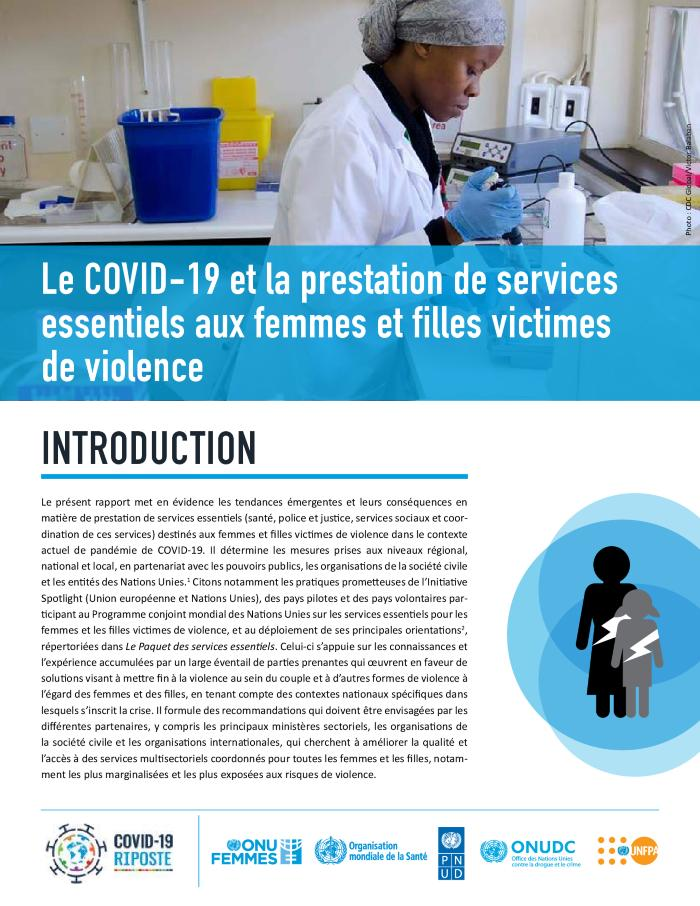 Photo : CDC Global/Victor Balaban
Le COVID-19 et la prestation de services
essentiels aux femmes et filles victimes
de violence
INTRODUCTION
Le présent rapport met en évidence les tendances émergentes et leurs conséquences en
matière de prestation de services essentiels (santé, police et justice, services sociaux et coor-
dination de ces services) destinés aux femmes et filles victimes de violence dans le contexte
actuel de pandémie de COVID-19. Il détermine les mesures prises aux niveaux régional,
national et local, en partenariat avec les pouvoirs publics, les organisations de la société civile
et les entités des Nations Unies.¹ Citons notamment les pratiques prometteuses de l’Initiative
Spotlight (Union européenne et Nations Unies), des pays pilotes et des pays volontaires par-
ticipant au Programme conjoint mondial des Nations Unies sur les services essentiels pour les
femmes et les filles victimes de violence, et au déploiement de ses principales orientations²,
répertoriées dans Le Paquet des services essentiels. Celui-ci s’appuie sur les connaissances et
l’expérience accumulées par un large éventail de parties prenantes qui œuvrent en faveur de
solutions visant à mettre fin à la violence au sein du couple et à d’autres formes de violence à
l’égard des femmes et des filles, en tenant compte des contextes nationaux spécifiques dans
lesquels s’inscrit la crise. Il formule des recommandations qui doivent être envisagées par les
différentes partenaires, y compris les principaux ministères sectoriels, les organisations de
la société civile et les organisations internationales, qui cherchent à améliorer la qualité et
l’accès à des services multisectoriels coordonnés pour toutes les femmes et les filles, notam-
ment les plus marginalisées et les plus exposées aux risques de violence.
COVID-19
RIPOSTE
ONU
FEMMES
Organisation
mondiale de la Santé
P N
U D
ONUDC
Office des Nations Unies
contre la drogue et le crime
UNFPA